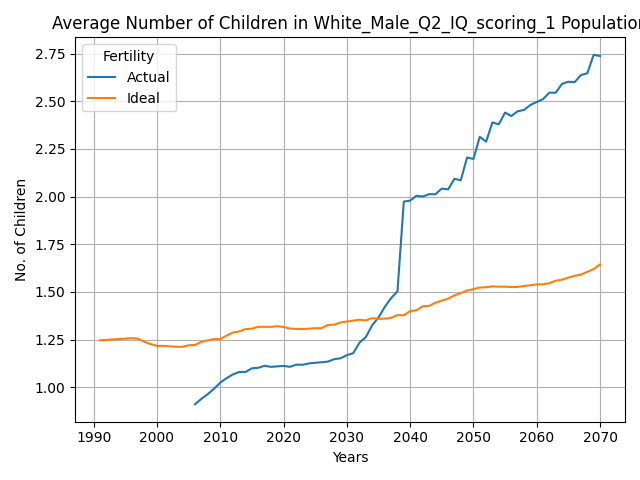 Average Number of Children in White_Male_Q2_IQ_scoring_1 Population
Fertility
Actual
Ideal
No. of Children
2.75
2.50
2.25
2.00
1.75
1.50
1.25
1.00
1990 2000 2010 2020 2030 2040 2050 2060 2070
Years